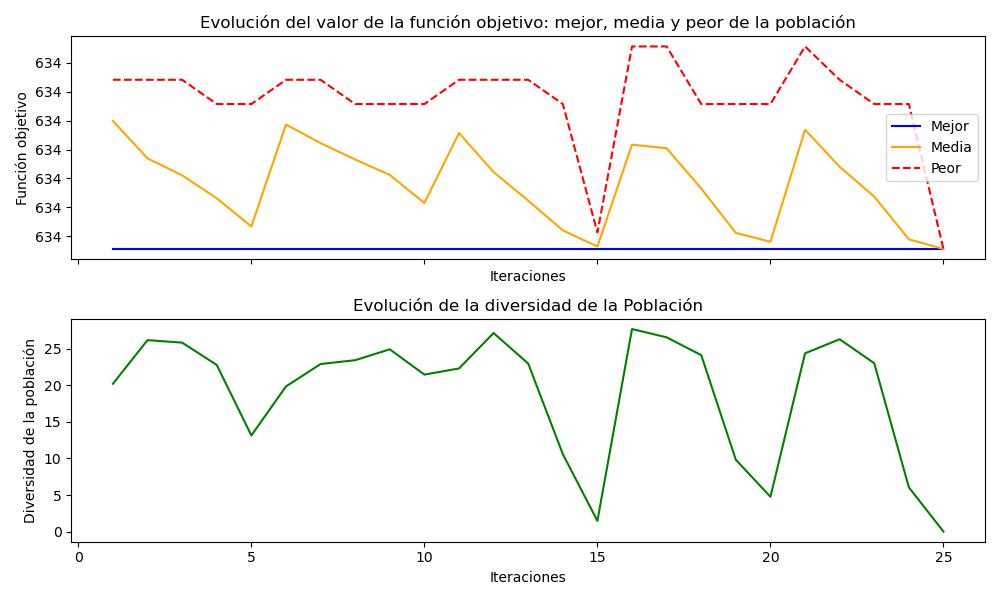 Evolución del valor de la función objetivo: mejor, media y peor de la población
634
634
634
634
634
634
634
Función objetivo
Mejor
Media
Peor
Iteraciones
Evolución de la diversidad de la Población
25
20
15
10
5
0
Diversidad de la población
0 5 10 15 20 25
Iteraciones